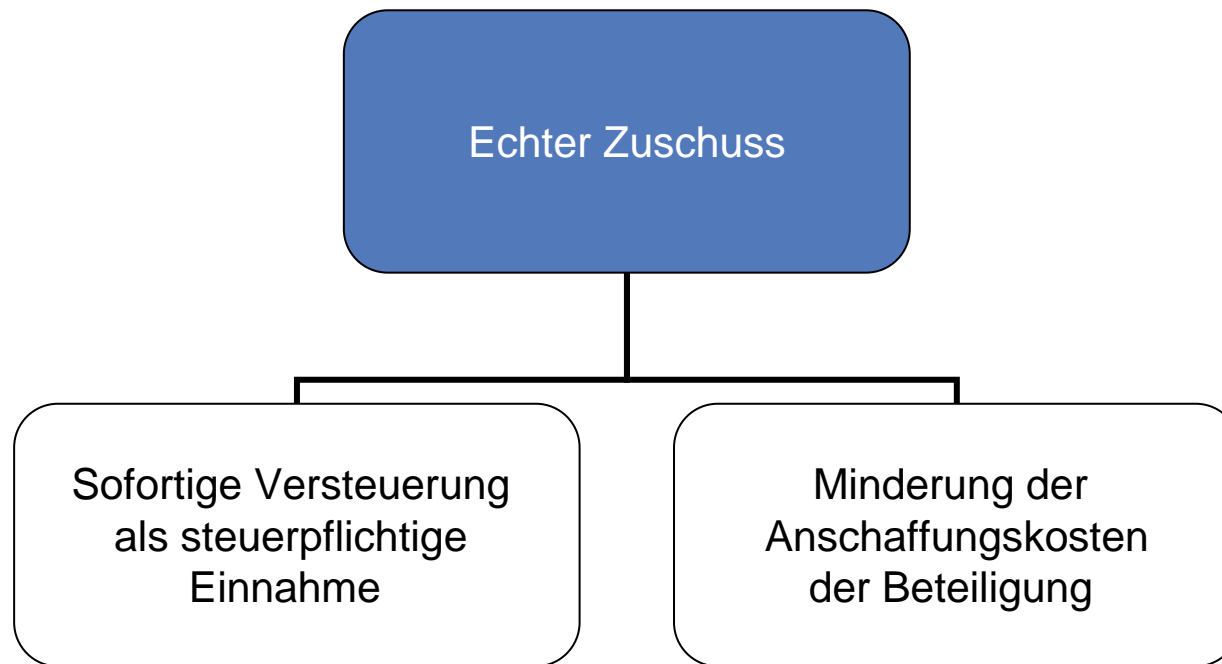 Echter Zuschuss
Sofortige Versteuerung
als steuerpflichtige
Einnahme
Minderung der
Anschaffungskosten
der Beteiligung